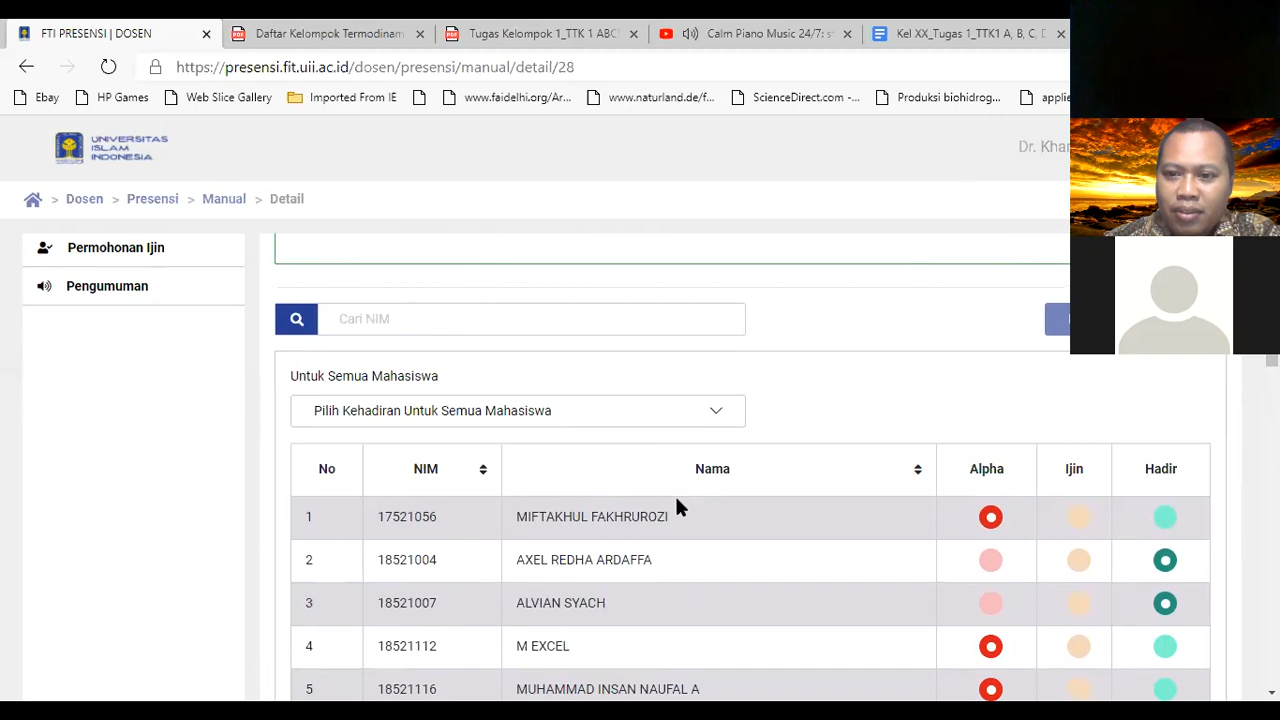 FTI PRESENSI | DOSEN
Daftar Kelompok Termodinam
Tugas Kelompok 1_TTK 1 ABC
Calm Piano Music 24/7: s
Kel XX_Tugas 1_TTK1 A, B, C, D
https://presensi.fit.uii.ac.id/dosen/presensi/manual/detail/28
Ebay
HP Games
Web Slice Gallery
Imported From IE
www.faidelhi.org/Ar...
www.naturland.de/f...
ScienceDirect.com -...
Produksi biohidrog...
applie
UNIVERSITAS
ISLAM
INDONESIA
Dr. Khar
> Dosen > Presensi > Manual > Detail
Permohonan Ijin
Pengumuman
Cari NIM
Untuk Semua Mahasiswa
Pilih Kehadiran Untuk Semua Mahasiswa
No NIM Nama Alpha Ijin Hadir
1 17521056 MIFTAKHUL FAKHRUROZI
2 18521004 AXEL REDHA ARDAFFA
3 18521007 ALVIAN SYACH
4 18521112 M EXCEL
5 18521116 MUHAMMAD INSAN NAUFAL A